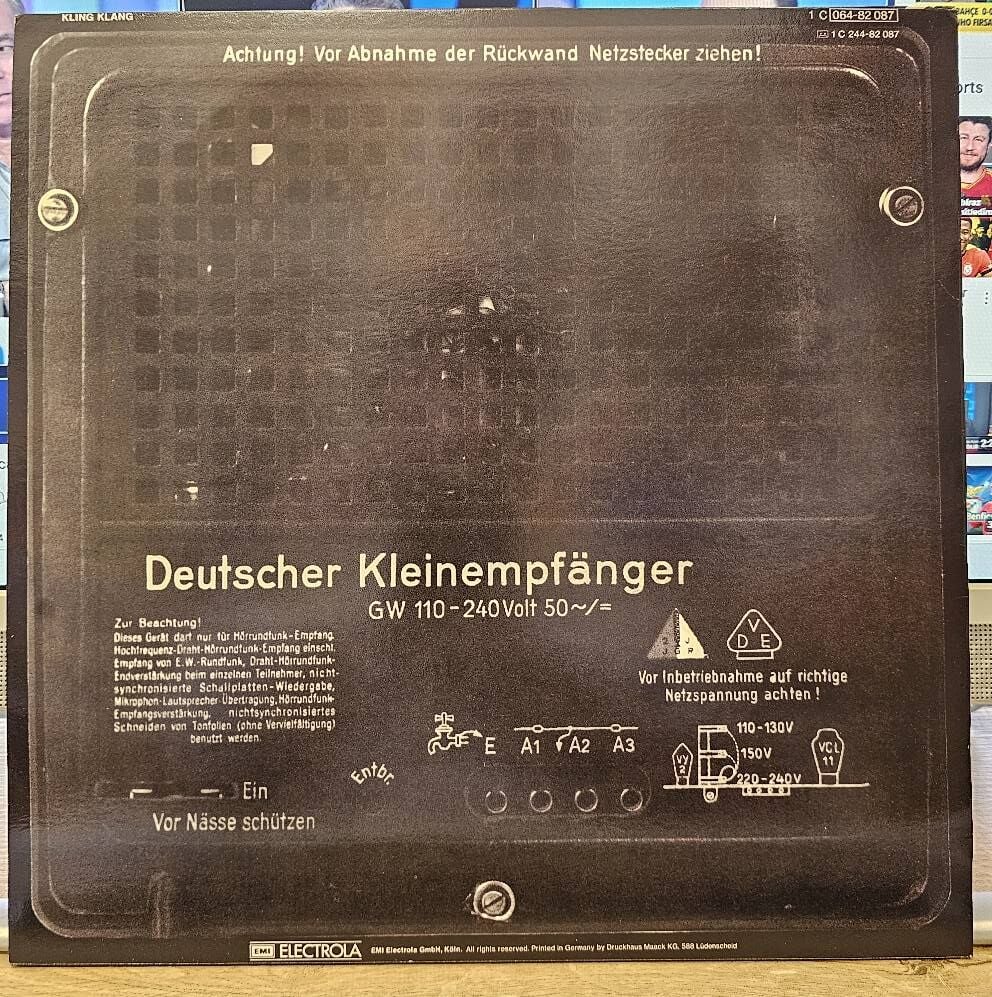 KLING KLANG
1 C 064-82 087
1 C 244-82 087
Achtung! Vor Abnahme der Rückwand Netzstecker ziehen!
Deutscher Kleinempfänger
GW 110-240Volt 50~/=
Zur Beachtung!
Dieses Gerät darf nur für Hörrundfunk-Empfang,
Hochfrequenz-Draht-Hörrundfunk-Empfang einschl.
Empfang von E.W.-Rundfunk, Draht-Hörrundfunk-
Endverstärkung beim einzelnen Teilnehmer, nicht-
synchronisierte Schallplatten-Wiedergabe,
Mikrophon-Lautsprecher-Übertragung, Hörrundfunk-
Empfangsverstärkung, nichtsynchronisiertes
Schneiden von Tonfolien (ohne Vervielfältigung)
benutzt werden.
VDE
Vor Inbetriebnahme auf richtige
Netzspannung achten!
E A1 A2 A3
110-130V
150V
220-240V
VY
2
VCL
11
Entbr.
Ein
Vor Nässe schützen
EMI ELECTROLA EMI Electrola GmbH, Köln. All rights reserved. Printed in Germany by Druckhaus Maack KG, 588 Lüdenscheid
orts